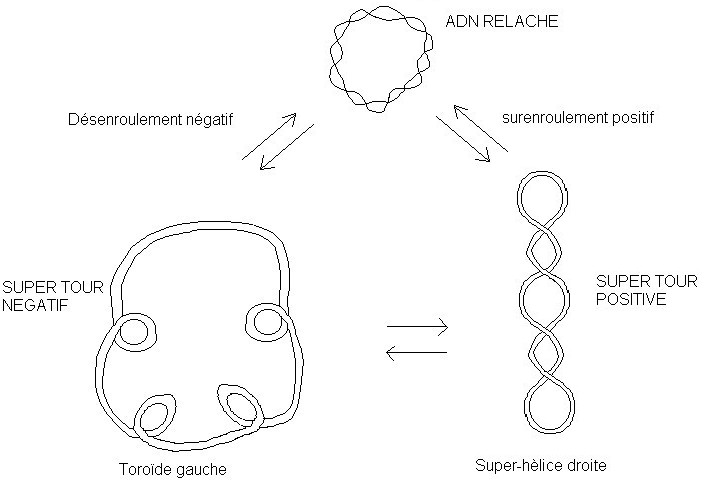 ADN RELACHE
Désenroulement négatif
surenroulement positif
SUPER TOUR
NEGATIF
SUPER TOUR
POSITIVE
Toroïde gauche
Super-hèlice droite